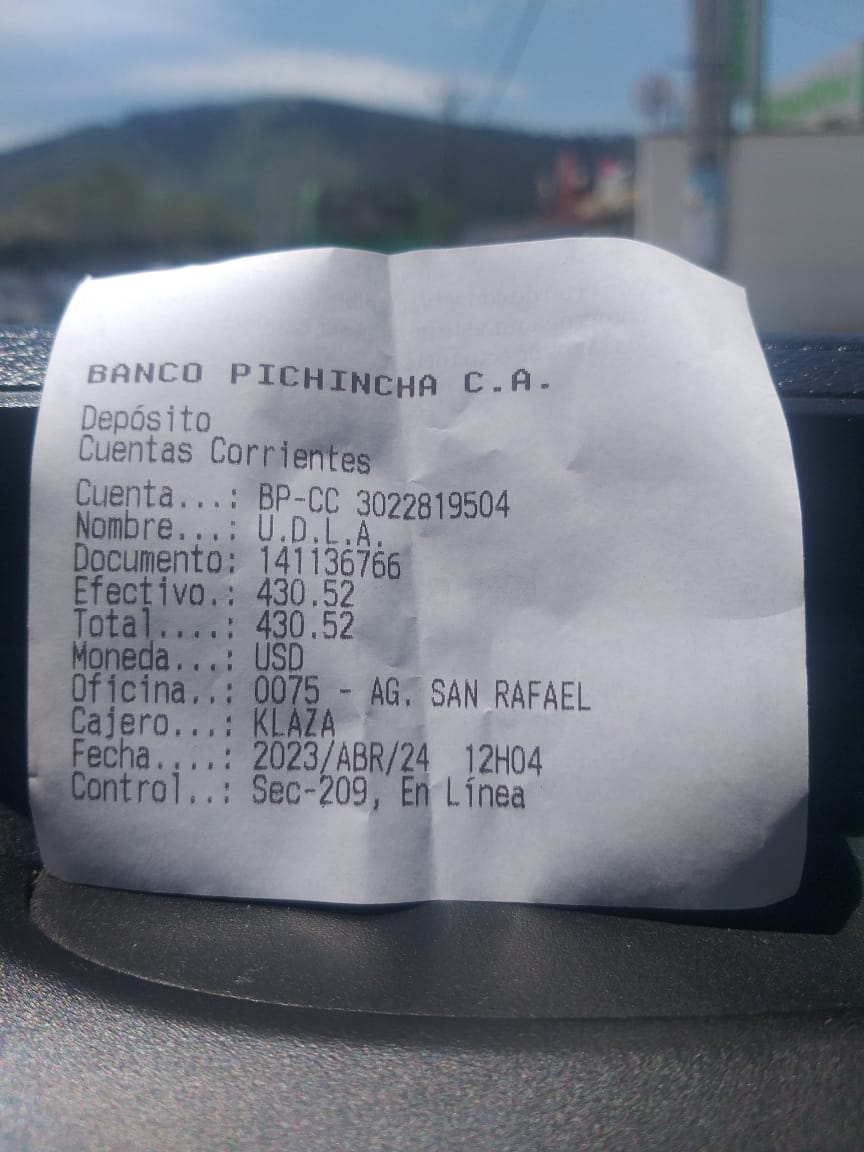 BANCO PICHINCHA C.A.
Depósito
Cuentas Corrientes
Cuenta...: BP-CC 3022819504
Nombre...: U.D.L.A.
Documento: 141136766
Efectivo.: 430.52
Total....: 430.52
Moneda...: USD
Oficina..: 0075 - AG. SAN RAFAEL
Cajero...: KLAZA
Fecha....: 2023/ABR/24 12H04
Control..: Sec-209, En Línea